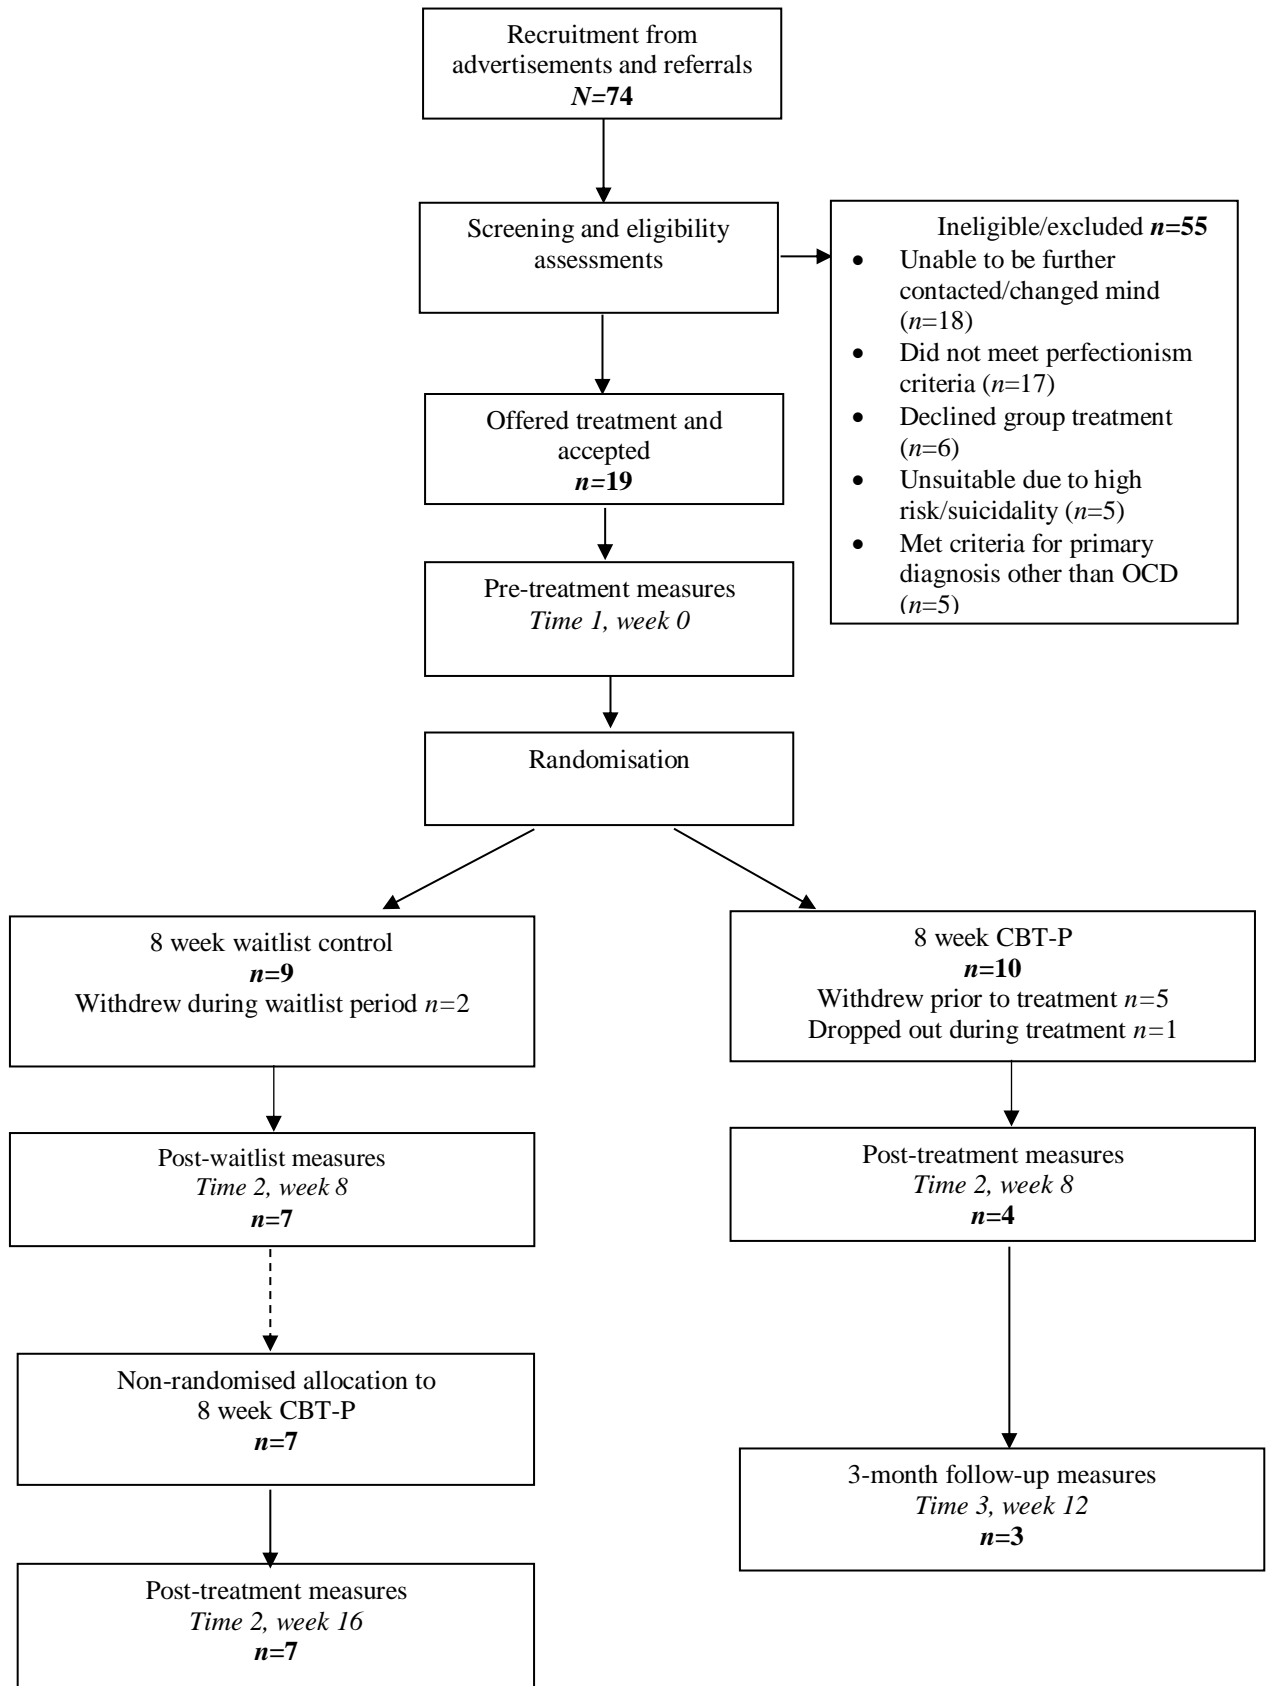 Recruitment from
advertisements and referrals
N=74
Screening and eligibility
assessments
Ineligible/excluded n=55
• Unable to be further
contacted/changed mind
(n=18)
• Did not meet perfectionism
criteria (n=17)
• Declined group treatment
(n=6)
• Unsuitable due to high
risk/suicidality (n=5)
• Met criteria for primary
diagnosis other than OCD
(n=5)
Offered treatment and
accepted
n=19
Pre-treatment measures
Time 1, week 0
Randomisation
8 week waitlist control
n=9
Withdrew during waitlist period n=2
8 week CBT-P
n=10
Withdrew prior to treatment n=5
Dropped out during treatment n=1
Post-waitlist measures
Time 2, week 8
n=7
Post-treatment measures
Time 2, week 8
n=4
Non-randomised allocation to
8 week CBT-P
n=7
3-month follow-up measures
Time 3, week 12
n=3
Post-treatment measures
Time 2, week 16
n=7